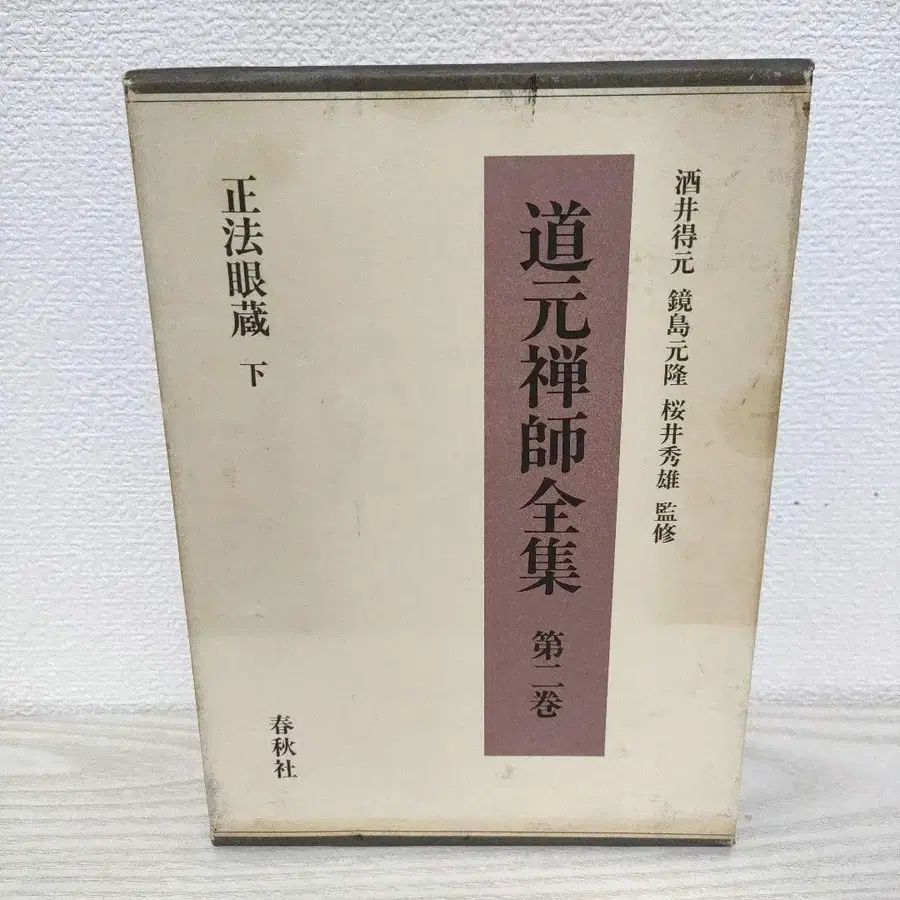 酒井得元 鏡島元隆 桜井秀雄 監修
道元禅師全集 第二巻
正法眼蔵 下
春秋社